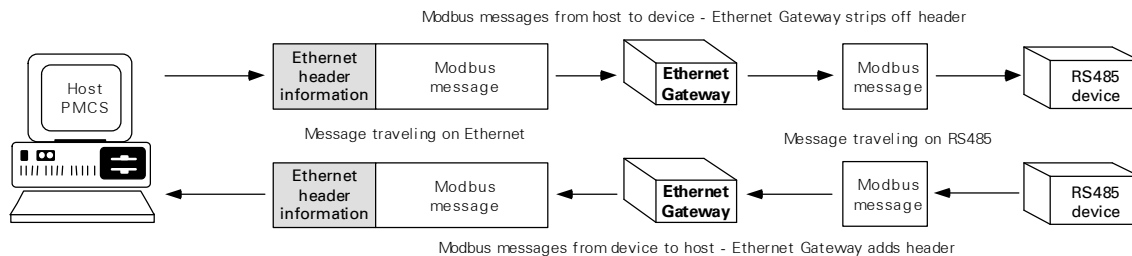 Modbus messages from host to device - Ethernet Gateway strips off header
Host
PMCS
Ethernet
header
information
Modbus
message
Ethernet
Gateway
Modbus
message
RS485
device
Message traveling on Ethernet
Message traveling on RS485
Ethernet
header
information
Modbus
message
Ethernet
Gateway
Modbus
message
RS485
device
Modbus messages from device to host - Ethernet Gateway adds header